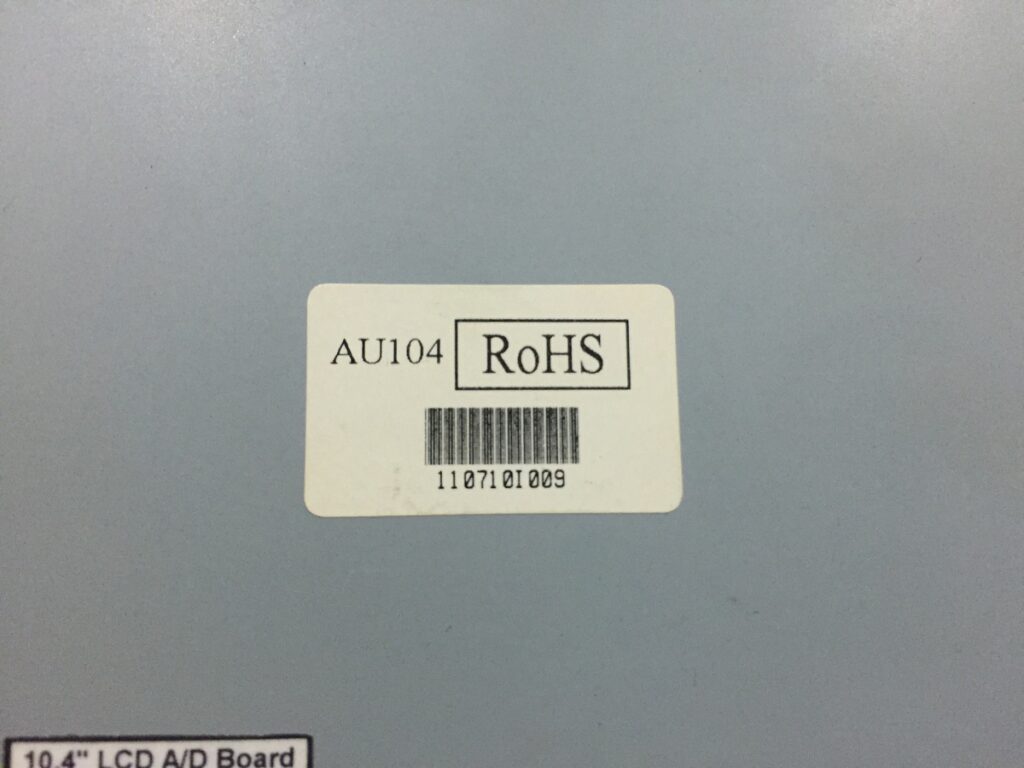 AU104 RoHS
110710I009
10.4" LCD A/D Board